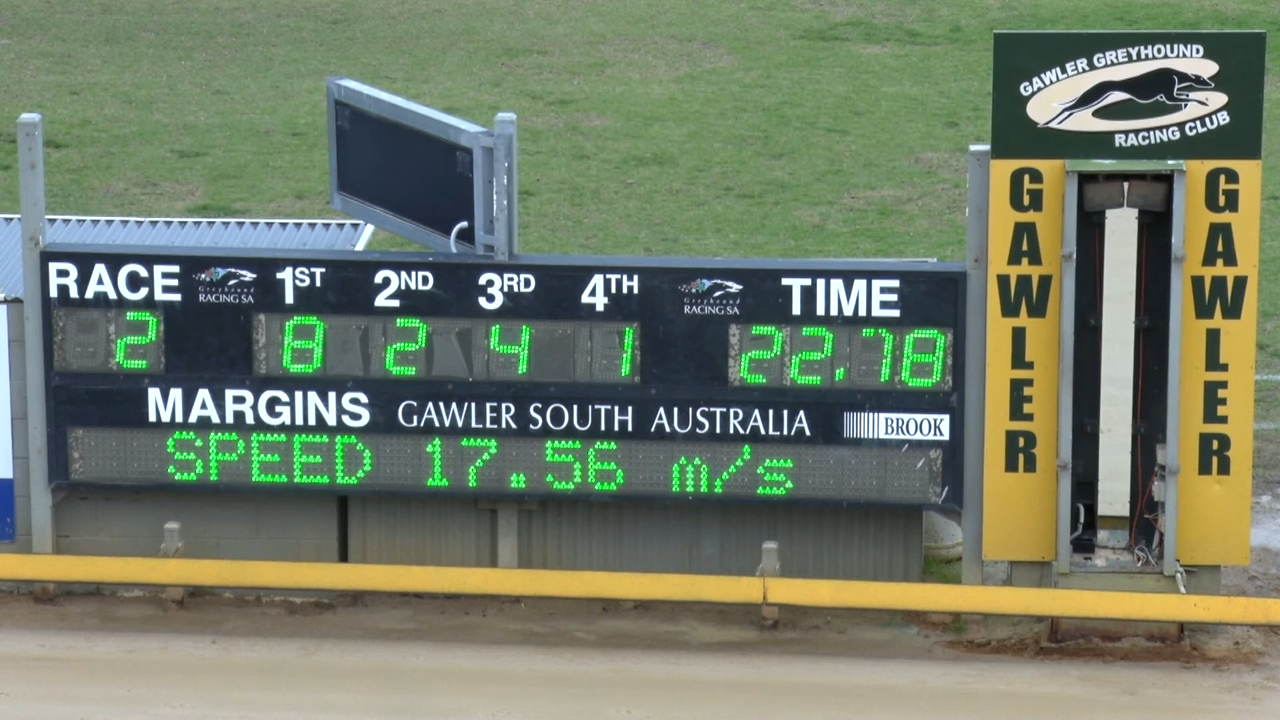 GAWLER GREYHOUND
RACING CLUB
GAWLER
GAWLER
RACE 1ST 2ND 3RD 4TH TIME
Greyhound RACING SA
Greyhound RACING SA
2 8 2 4 1 22.78
MARGINS GAWLER SOUTH AUSTRALIA BROOK
SPEED 17.56 m/s